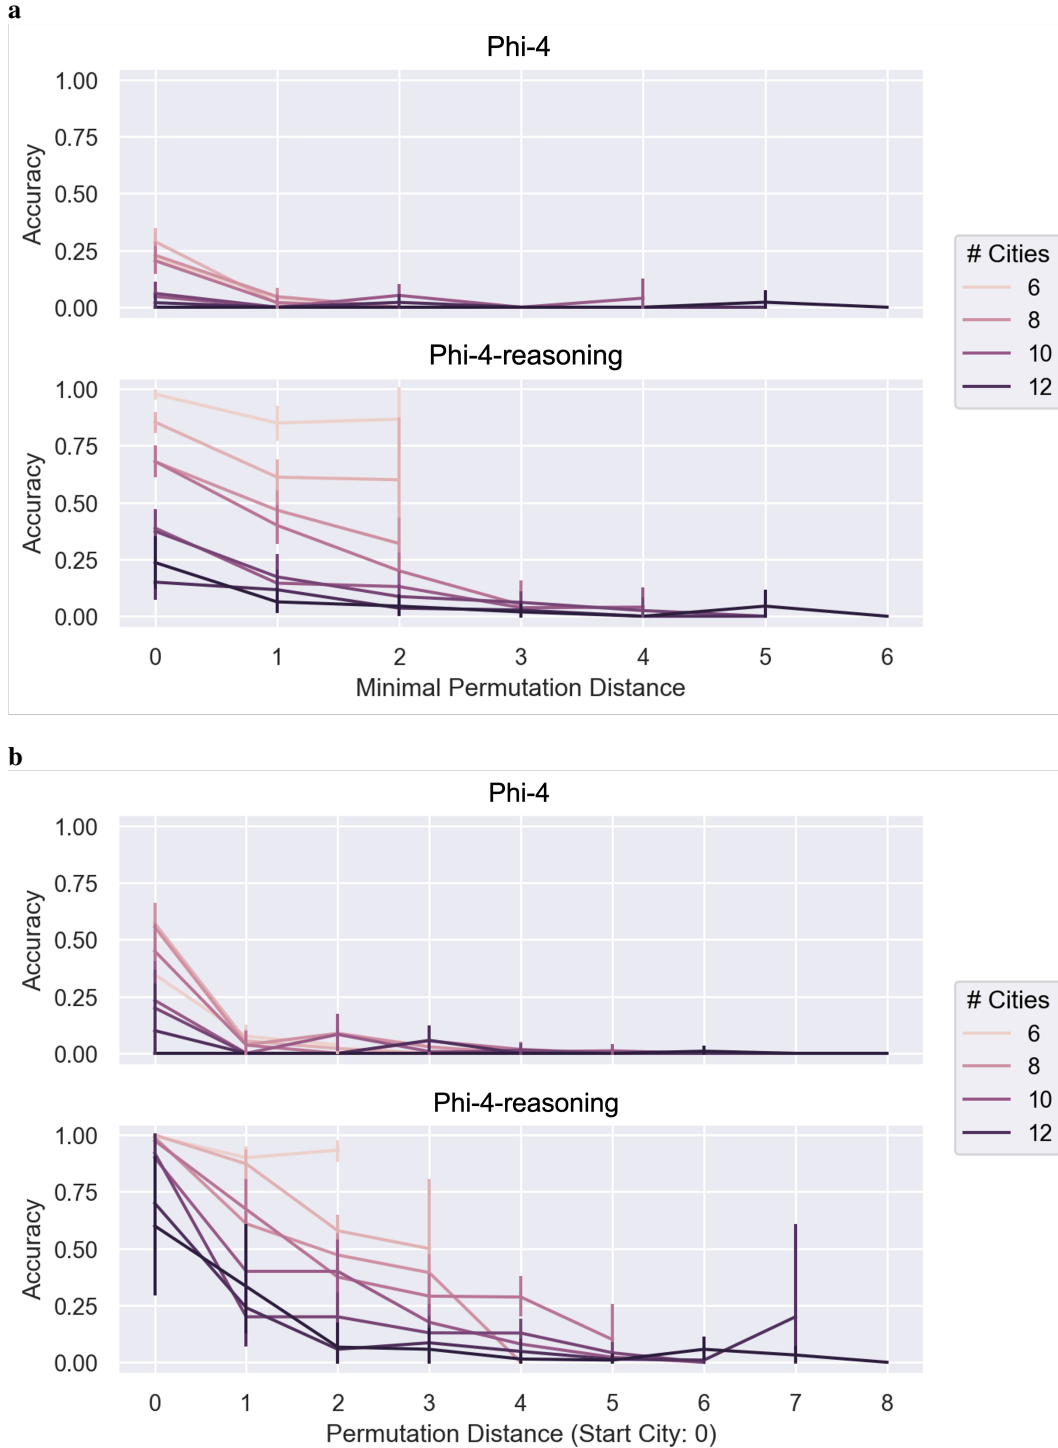 a
Phi-4
1.00
0.75
0.50
0.25
0.00
Accuracy
# Cities
6
8
10
12
Phi-4-reasoning
1.00
0.75
0.50
0.25
0.00
Accuracy
0 1 2 3 4 5 6
Minimal Permutation Distance
b
Phi-4
1.00
0.75
0.50
0.25
0.00
Accuracy
# Cities
6
8
10
12
Phi-4-reasoning
1.00
0.75
0.50
0.25
0.00
Accuracy
0 1 2 3 4 5 6 7 8
Permutation Distance (Start City: 0)